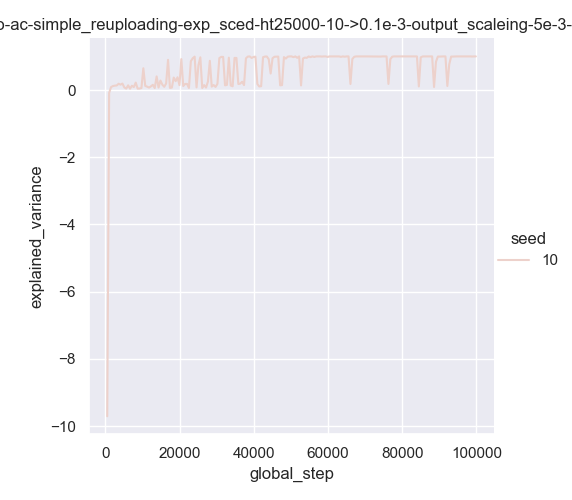 o-ac-simple_reuploading-exp_sced-ht25000-10->0.1e-3-output_scaleing-5e-3-
explained_variance
0
−2
−4
−6
−8
−10
0 20000 40000 60000 80000 100000
global_step
seed
10